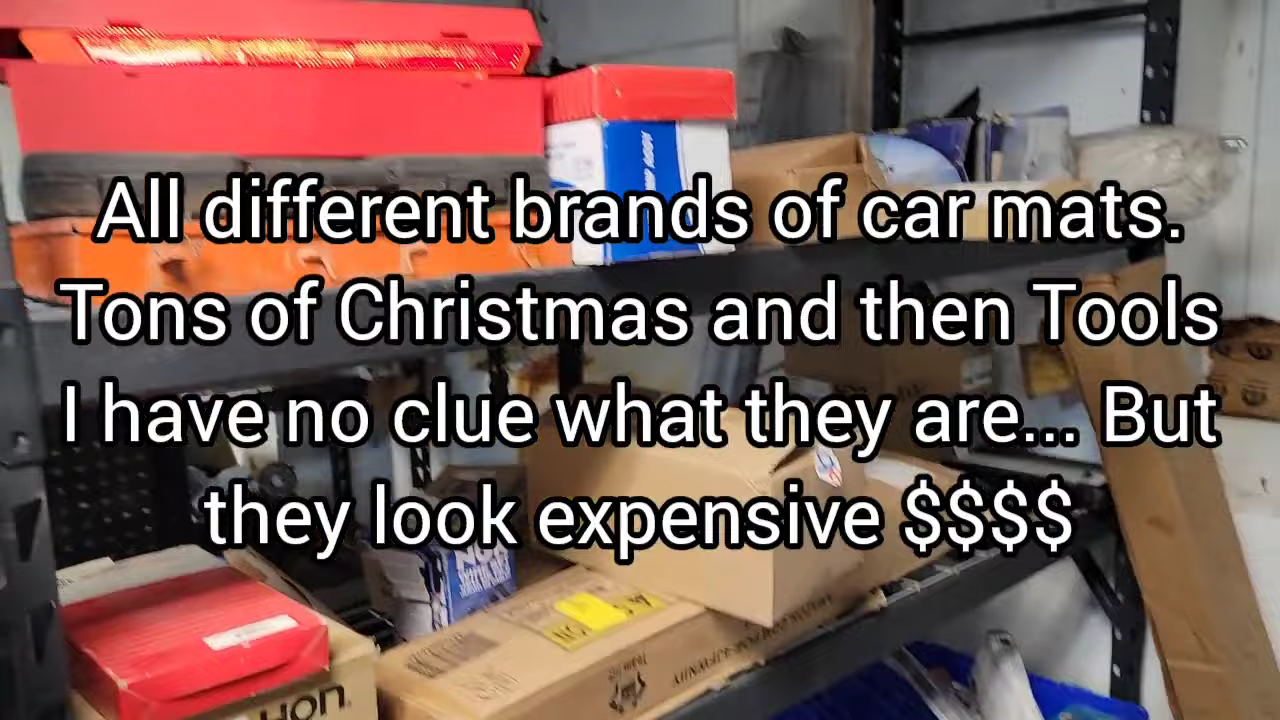 All different brands of car mats.
Tons of Christmas and then Tools
I have no clue what they are... But
they look expensive $$$$